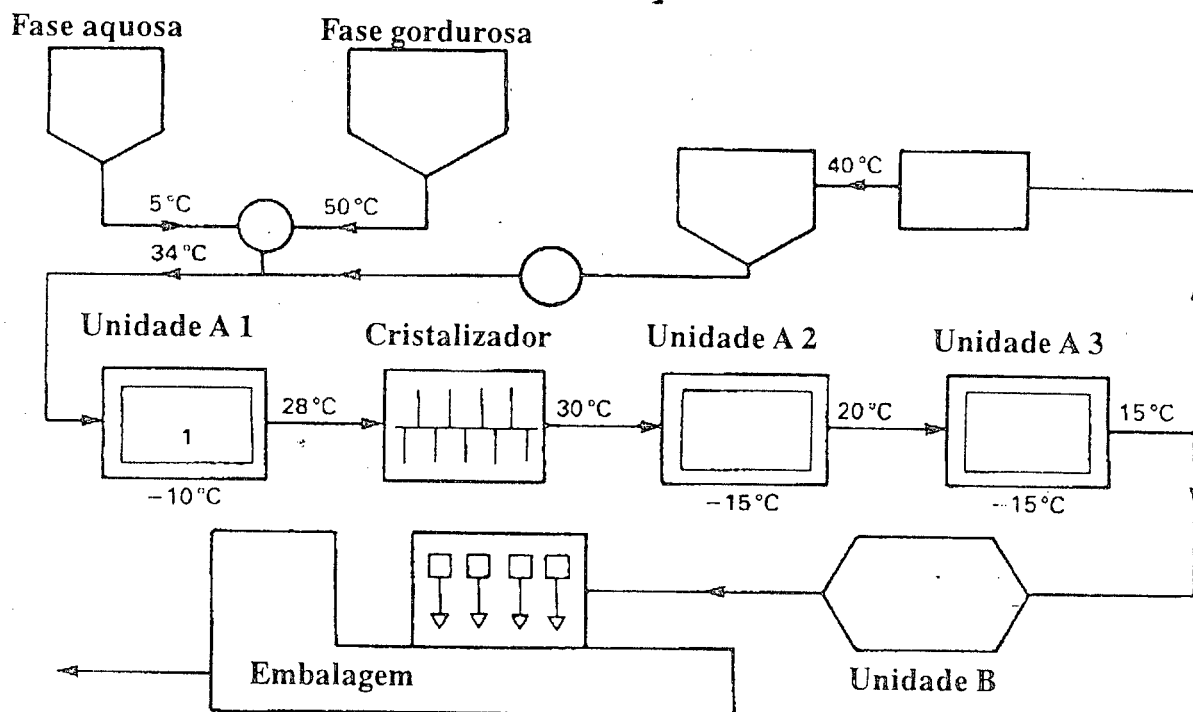 Fase aquosa
Fase gordurosa
40°C
5°C
50°C
34°C
Unidade A 1
Cristalizador
Unidade A 2
Unidade A 3
28°C
30°C
20°C
15°C
1
−10°C
−15°C
−15°C
Embalagem
Unidade B